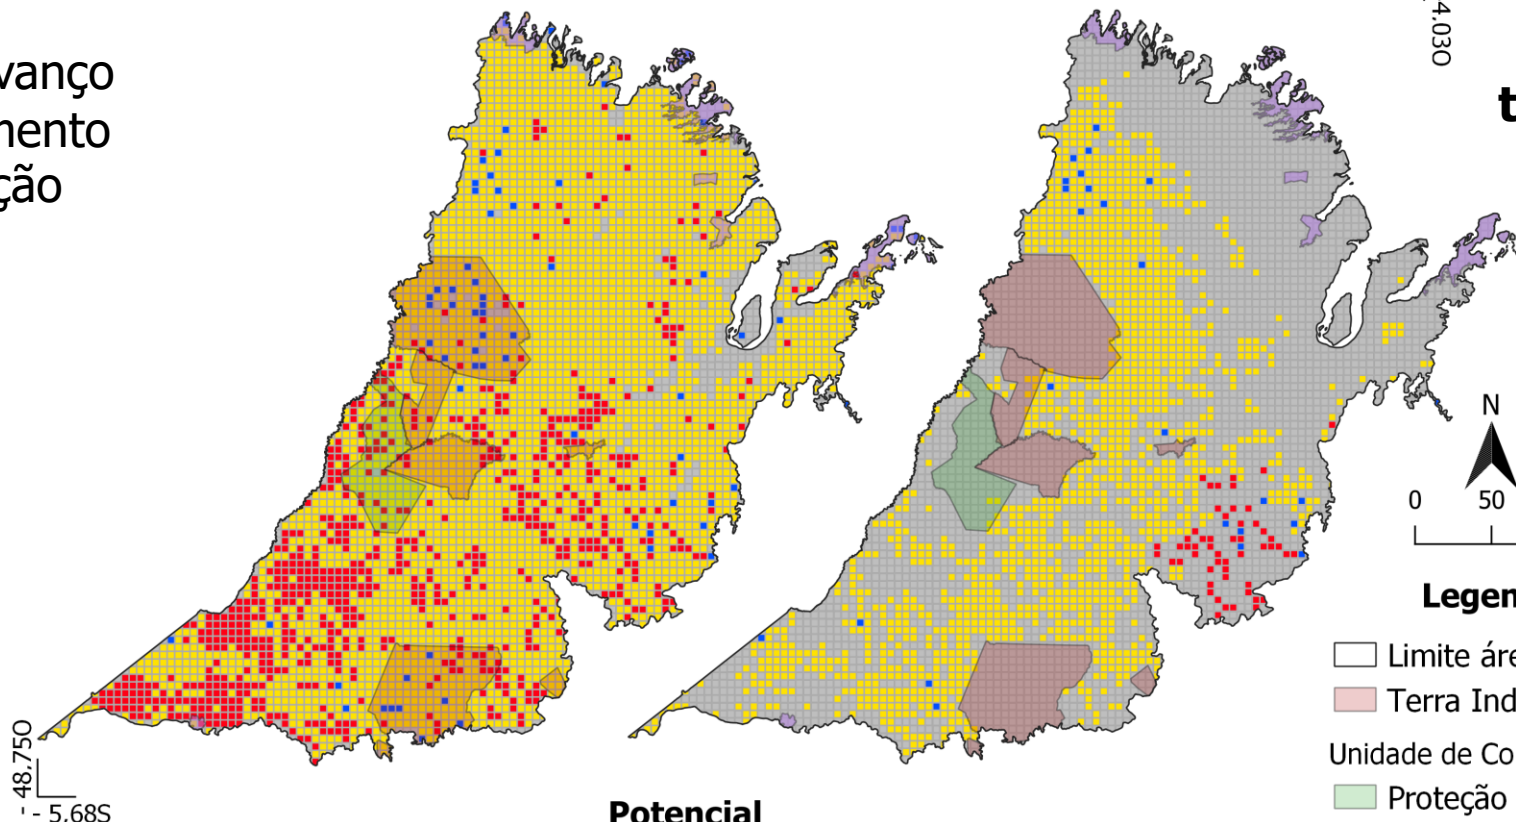 vanço
mento
ção
4,030
t
N
0 50
Legen
Limite áre
Terra Ind
Unidade de Co
Proteção
- 48,750
- - 5,68S
Potencial